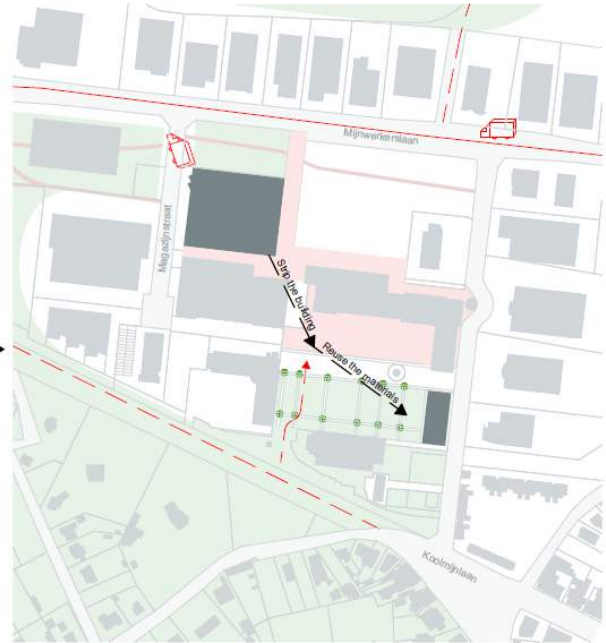 Mijnwerkerslaan
Magazijnstraat
Strip the building
Reuse the materials
Koolmijnlaan